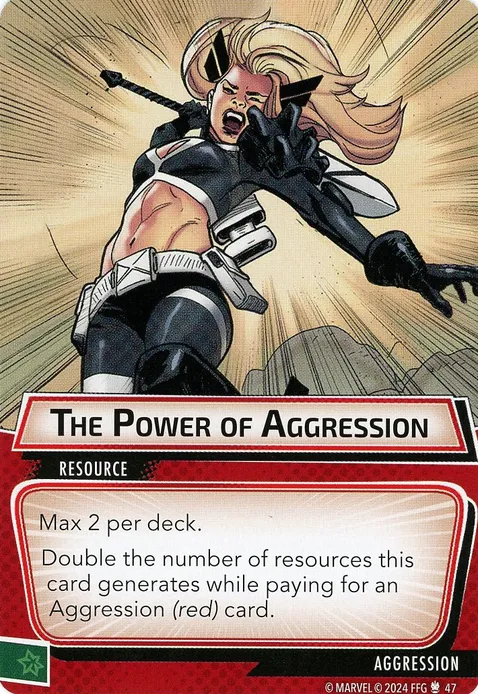 THE POWER OF AGGRESSION
RESOURCE
Max 2 per deck.
Double the number of resources this
card generates while paying for an
Aggression (red) card.
AGGRESSION
© MARVEL © 2024 FFG 47